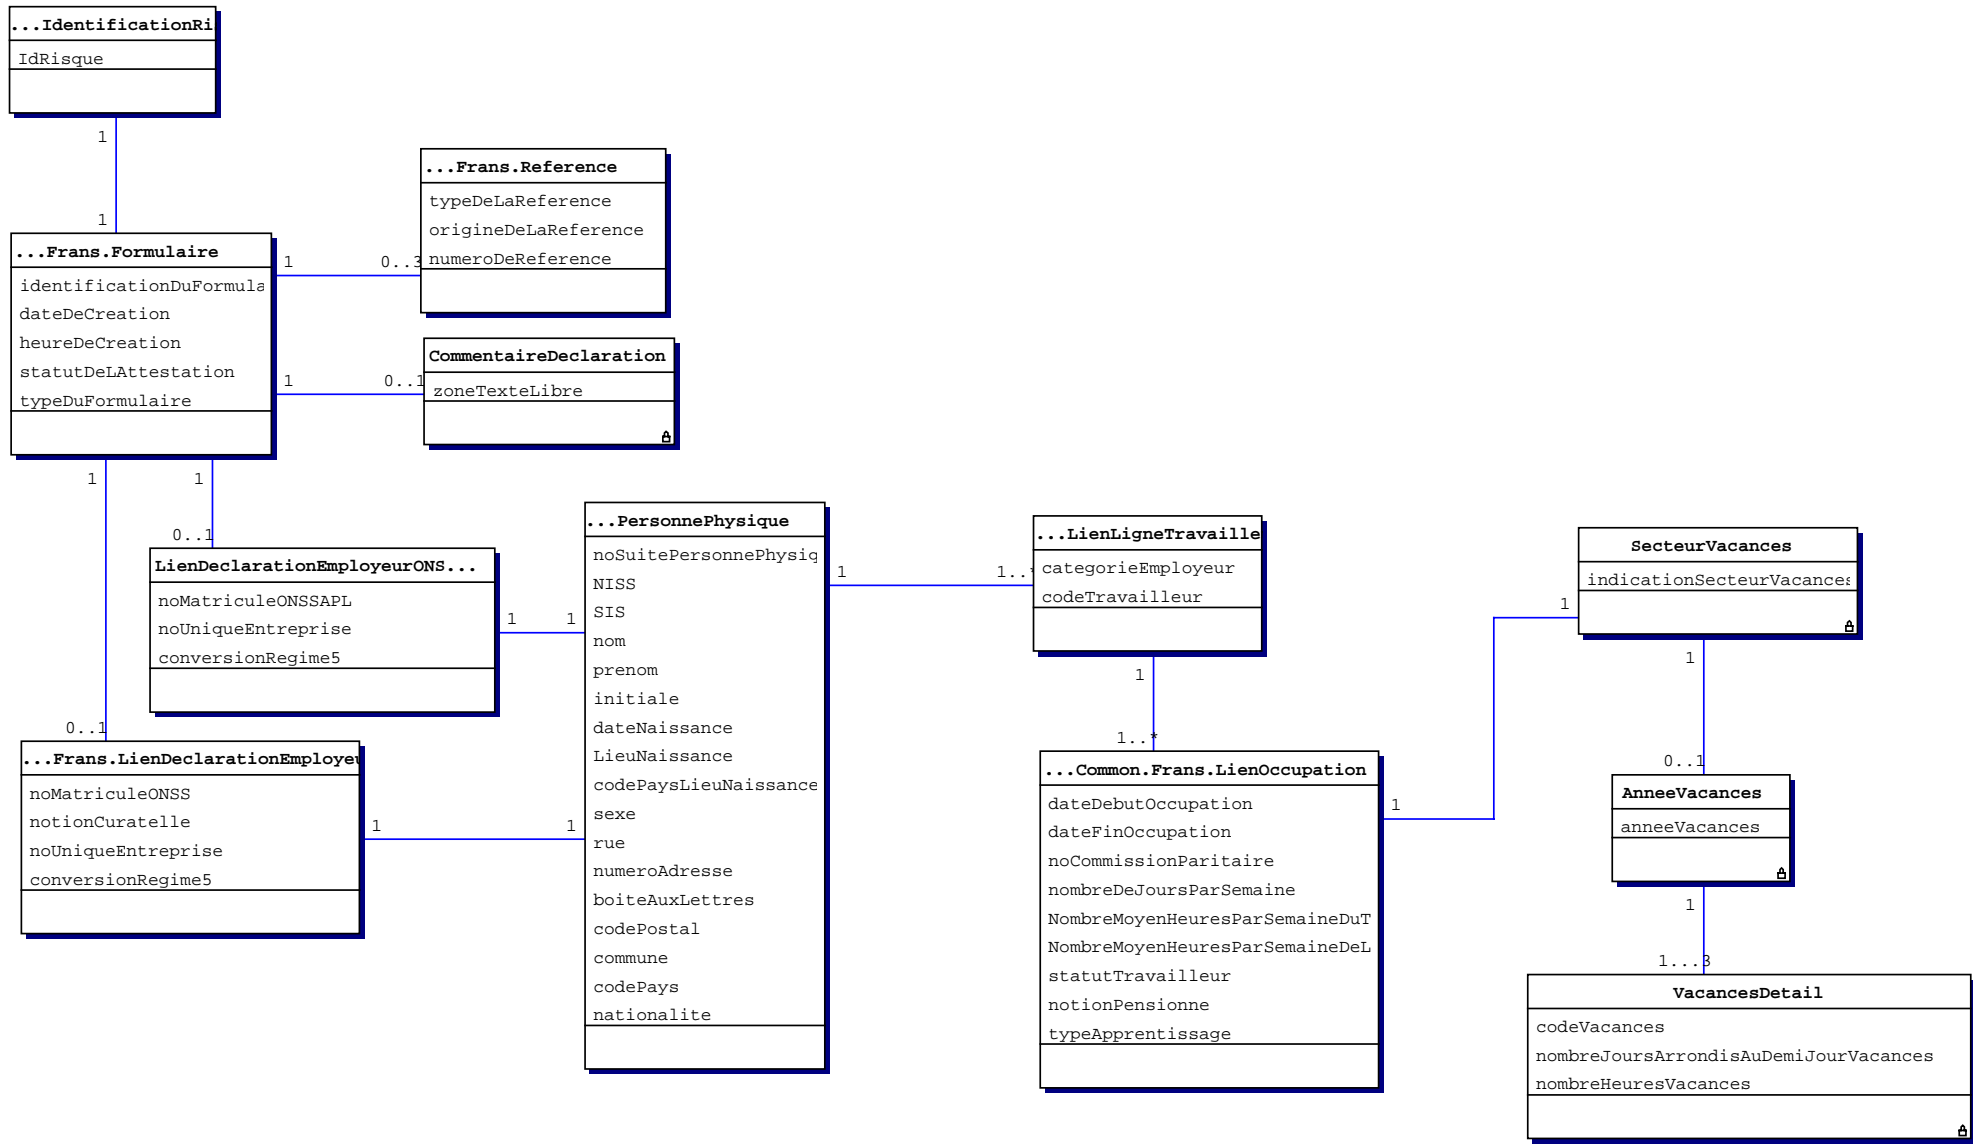 ...IdentificationRi
IdRisque
1
1
...Frans.Formulaire
identificationDuFormula
dateDeCreation
heureDeCreation
statutDeLAttestation
typeDuFormulaire
1
0..3
...Frans.Reference
typeDeLaReference
origineDeLaReference
numeroDeReference
1
0..1
CommentaireDeclaration
zoneTexteLibre
1
0..1
LienDeclarationEmployeurONS...
noMatriculeONSSAPL
noUniqueEntreprise
conversionRegime5
1
0..1
...Frans.LienDeclarationEmployeu
noMatriculeONSS
notionCuratelle
noUniqueEntreprise
conversionRegime5
1
1
1
1
...PersonnePhysique
noSuitePersonnePhysiq
NISS
SIS
nom
prenom
initiale
dateNaissance
LieuNaissance
codePaysLieuNaissance
sexe
rue
numeroAdresse
boiteAuxLettres
codePostal
commune
codePays
nationalite
1
1..*
...LienLigneTravaille
categorieEmployeur
codeTravailleur
1
1..*
...Common.Frans.LienOccupation
dateDebutOccupation
dateFinOccupation
noCommissionParitaire
nombreDeJoursParSemaine
NombreMoyenHeuresParSemaineDuT
NombreMoyenHeuresParSemaineDeL
statutTravailleur
notionPensionne
typeApprentissage
1
1
SecteurVacances
indicationSecteurVacances
1
0..1
AnneeVacances
anneeVacances
1
1...3
VacancesDetail
codeVacances
nombreJoursArrondisAuDemiJourVacances
nombreHeuresVacances